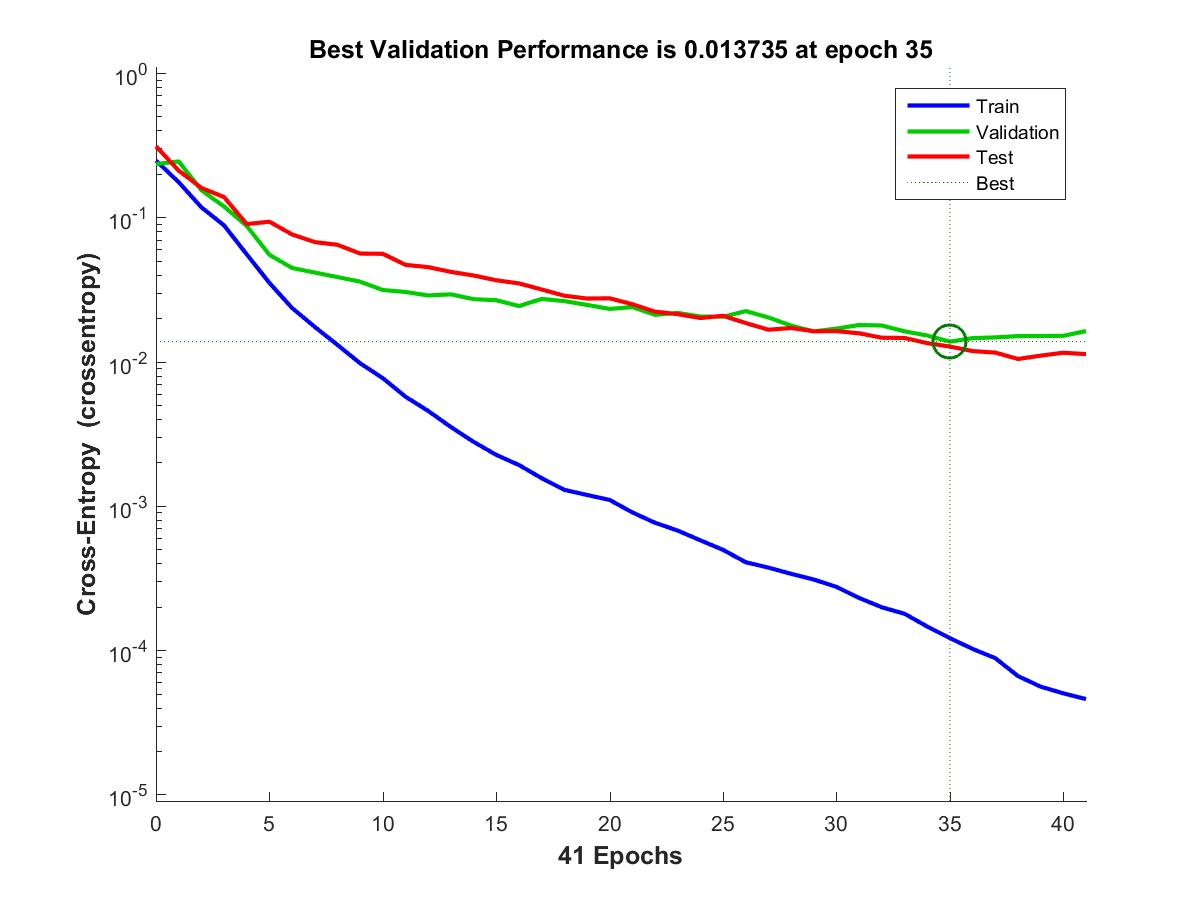 Best Validation Performance is 0.013735 at epoch 35
10^0
10^-1
10^-2
10^-3
10^-4
10^-5
Cross-Entropy (crossentropy)
Train
Validation
Test
Best
0 5 10 15 20 25 30 35 40
41 Epochs